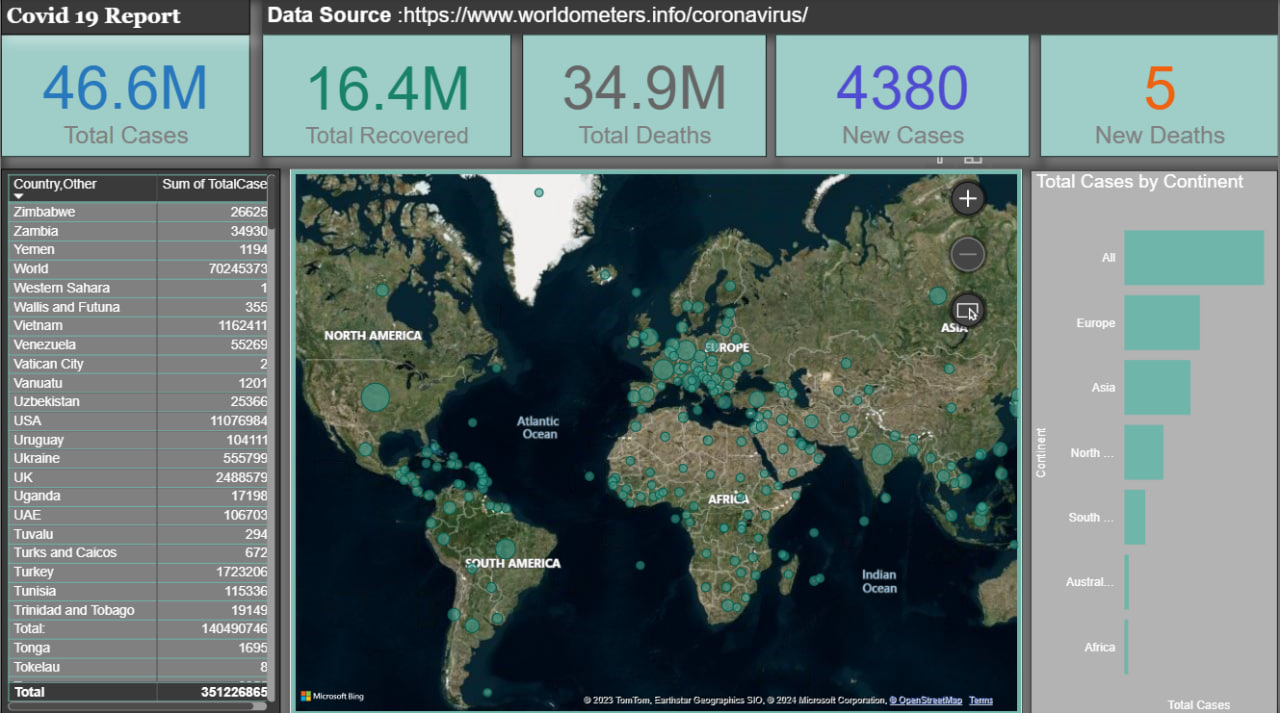 Covid 19 Report
Data Source :https://www.worldometers.info/coronavirus/
46.6M
Total Cases
16.4M
Total Recovered
34.9M
Total Deaths
4380
New Cases
5
New Deaths
Country,Other Sum of TotalCase
Zimbabwe 26625
Zambia 34930
Yemen 1194
World 70245373
Western Sahara 1
Wallis and Futuna 355
Vietnam 1162411
Venezuela 55269
Vatican City 2
Vanuatu 1201
Uzbekistan 25366
USA 11076984
Uruguay 104111
Ukraine 555799
UK 2488579
Uganda 17198
UAE 106703
Tuvalu 294
Turks and Caicos 672
Turkey 1723206
Tunisia 115336
Trinidad and Tobago 19149
Total: 140490746
Tonga 1695
Tokelau 8
Total 351226865
NORTH AMERICA
EUROPE
ASIA
Atlantic
Ocean
AFRICA
SOUTH AMERICA
Indian
Ocean
Microsoft Bing
© 2023 TomTom, Earthstar Geographics SIO, © 2024 Microsoft Corporation, © OpenStreetMap Terms
Total Cases by Continent
Continent
All
Europe
Asia
North ...
South ...
Austral...
Africa
Total Cases